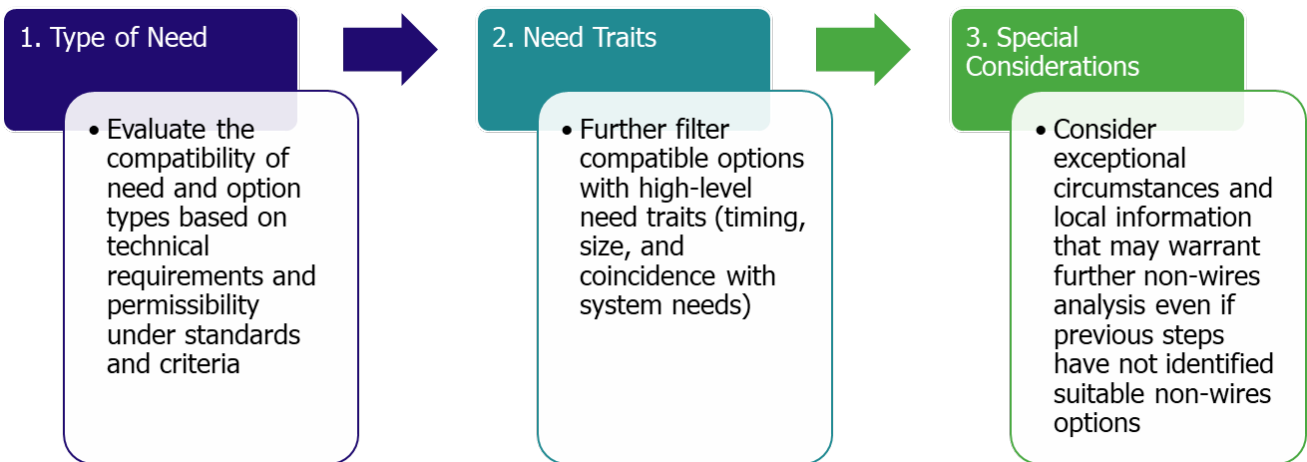 1. Type of Need
• Evaluate the
compatibility of
need and option
types based on
technical
requirements and
permissibility
under standards
and criteria
2. Need Traits
• Further filter
compatible options
with high-level
need traits (timing,
size, and
coincidence with
system needs)
3. Special
Considerations
• Consider
exceptional
circumstances and
local information
that may warrant
further non-wires
analysis even if
previous steps
have not identified
suitable non-wires
options